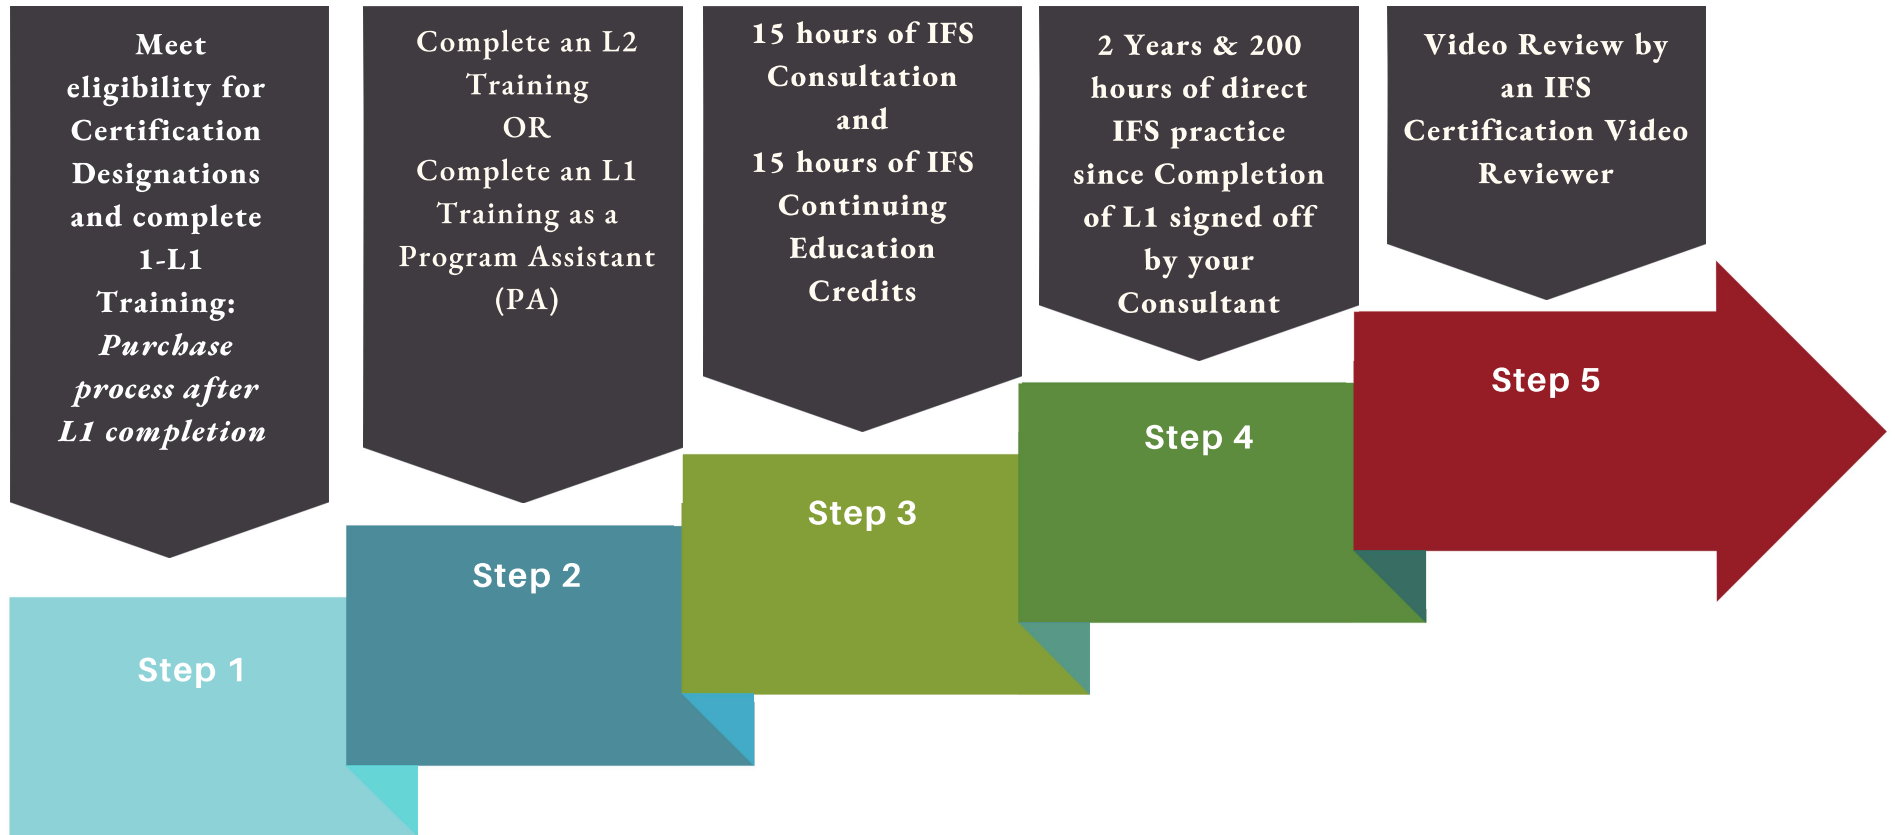 Meet
eligibility for
Certification
Designations
and complete
1-L1
Training:
Purchase
process after
L1 completion
Complete an L2
Training
OR
Complete an L1
Training as a
Program Assistant
(PA)
15 hours of IFS
Consultation
and
15 hours of IFS
Continuing
Education
Credits
2 Years & 200
hours of direct
IFS practice
since Completion
of L1 signed off
by your
Consultant
Video Review by
an IFS
Certification Video
Reviewer
Step 1
Step 2
Step 3
Step 4
Step 5